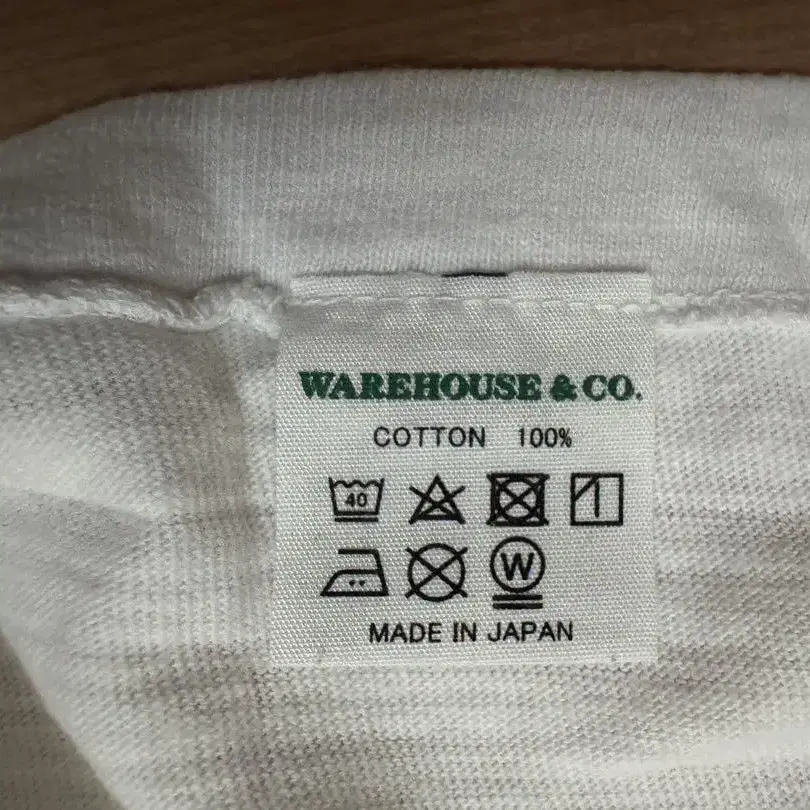 WAREHOUSE & CO.
COTTON 100%
40
W
MADE IN JAPAN